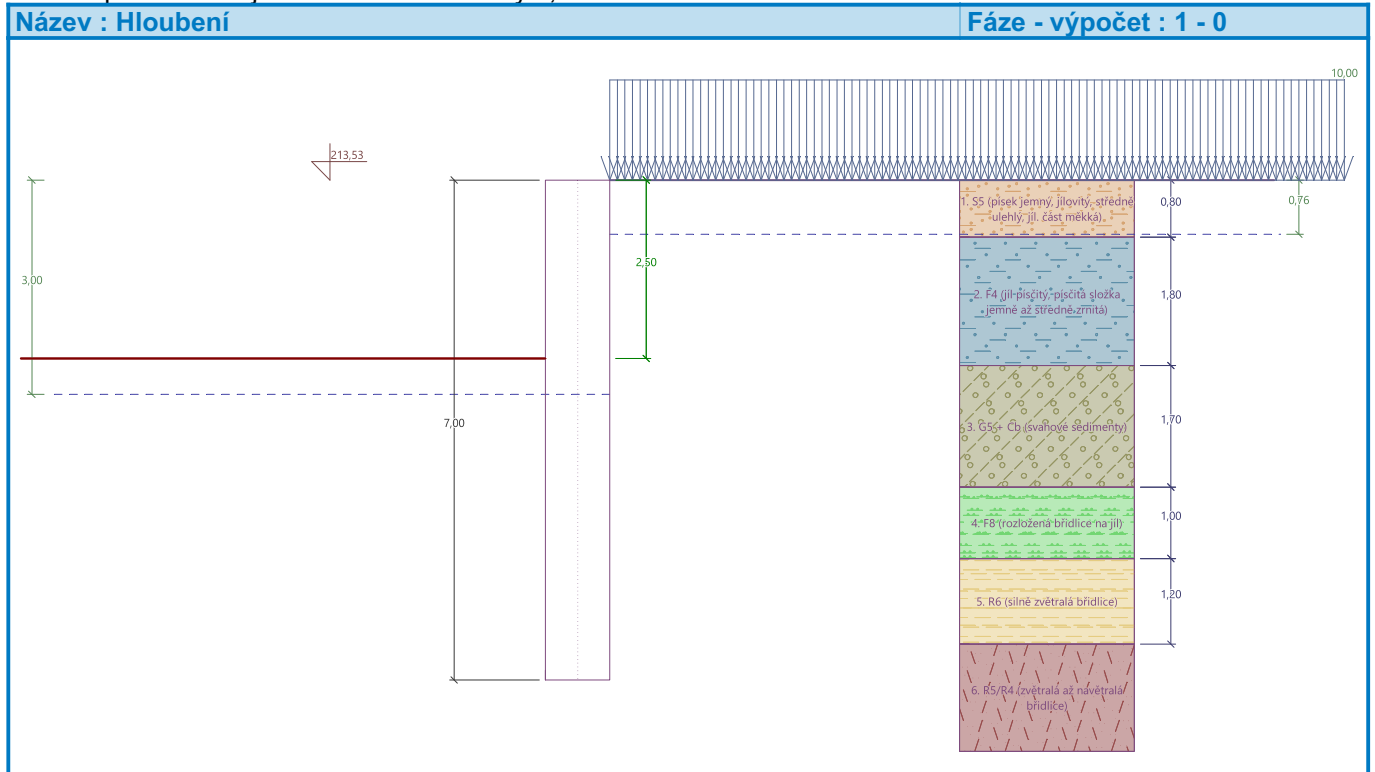 Název : Hloubení
Fáze - výpočet : 1 - 0
10,00
213,53
3,00
7,00
2,50
1. S5 (písek jemný, jílovitý, středně
ulehlý, jíl. část měkká)
0,80
0,76
2. F4 (jíl písčitý, písčitá složka
jemně až středně zrnitá)
1,80
3. G5 + Cb (svahové sedimenty)
1,70
4. F8 (rozložená břidlice na jíl)
1,00
5. R6 (silně zvětralá břidlice)
1,20
6. R5/R4 (zvětralá až navětralá
břidlice)